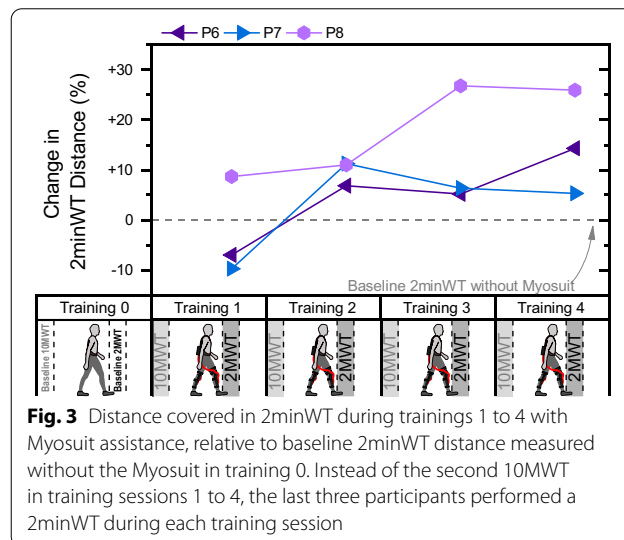 P6 P7 P8
+30
+20
+10
0
-10
Change in
2minWT Distance (%)
Baseline 2minWT without Myosuit
Training 0 Training 1 Training 2 Training 3 Training 4
Baseline 10MWT Baseline 2MWT 10MWT 2MWT 10MWT 2MWT 10MWT 2MWT 10MWT 2MWT
Fig. 3 Distance covered in 2minWT during trainings 1 to 4 with
Myosuit assistance, relative to baseline 2minWT distance measured
without the Myosuit in training 0. Instead of the second 10MWT
in training sessions 1 to 4, the last three participants performed a
2minWT during each training session